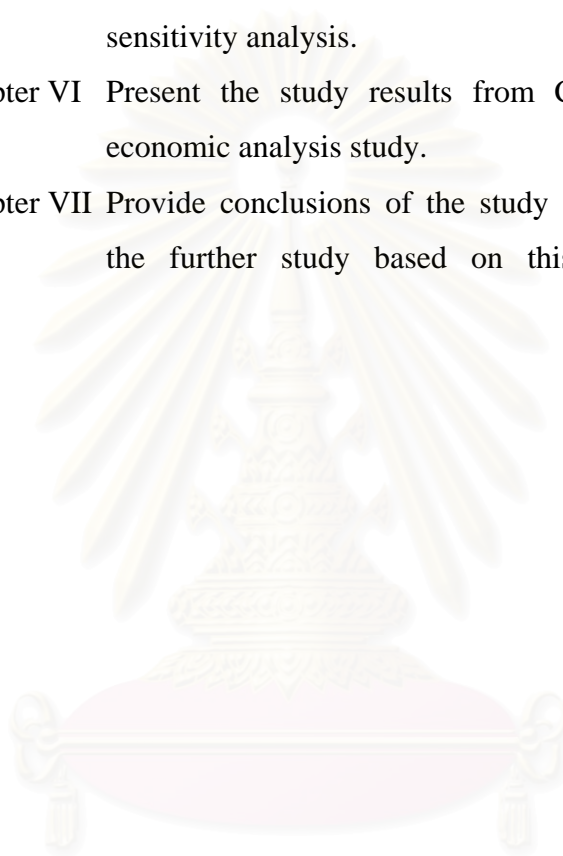 sensitivity analysis.
pter VI Present the study results from
economic analysis study.
pter VII Provide conclusions of the study
the further study based on this